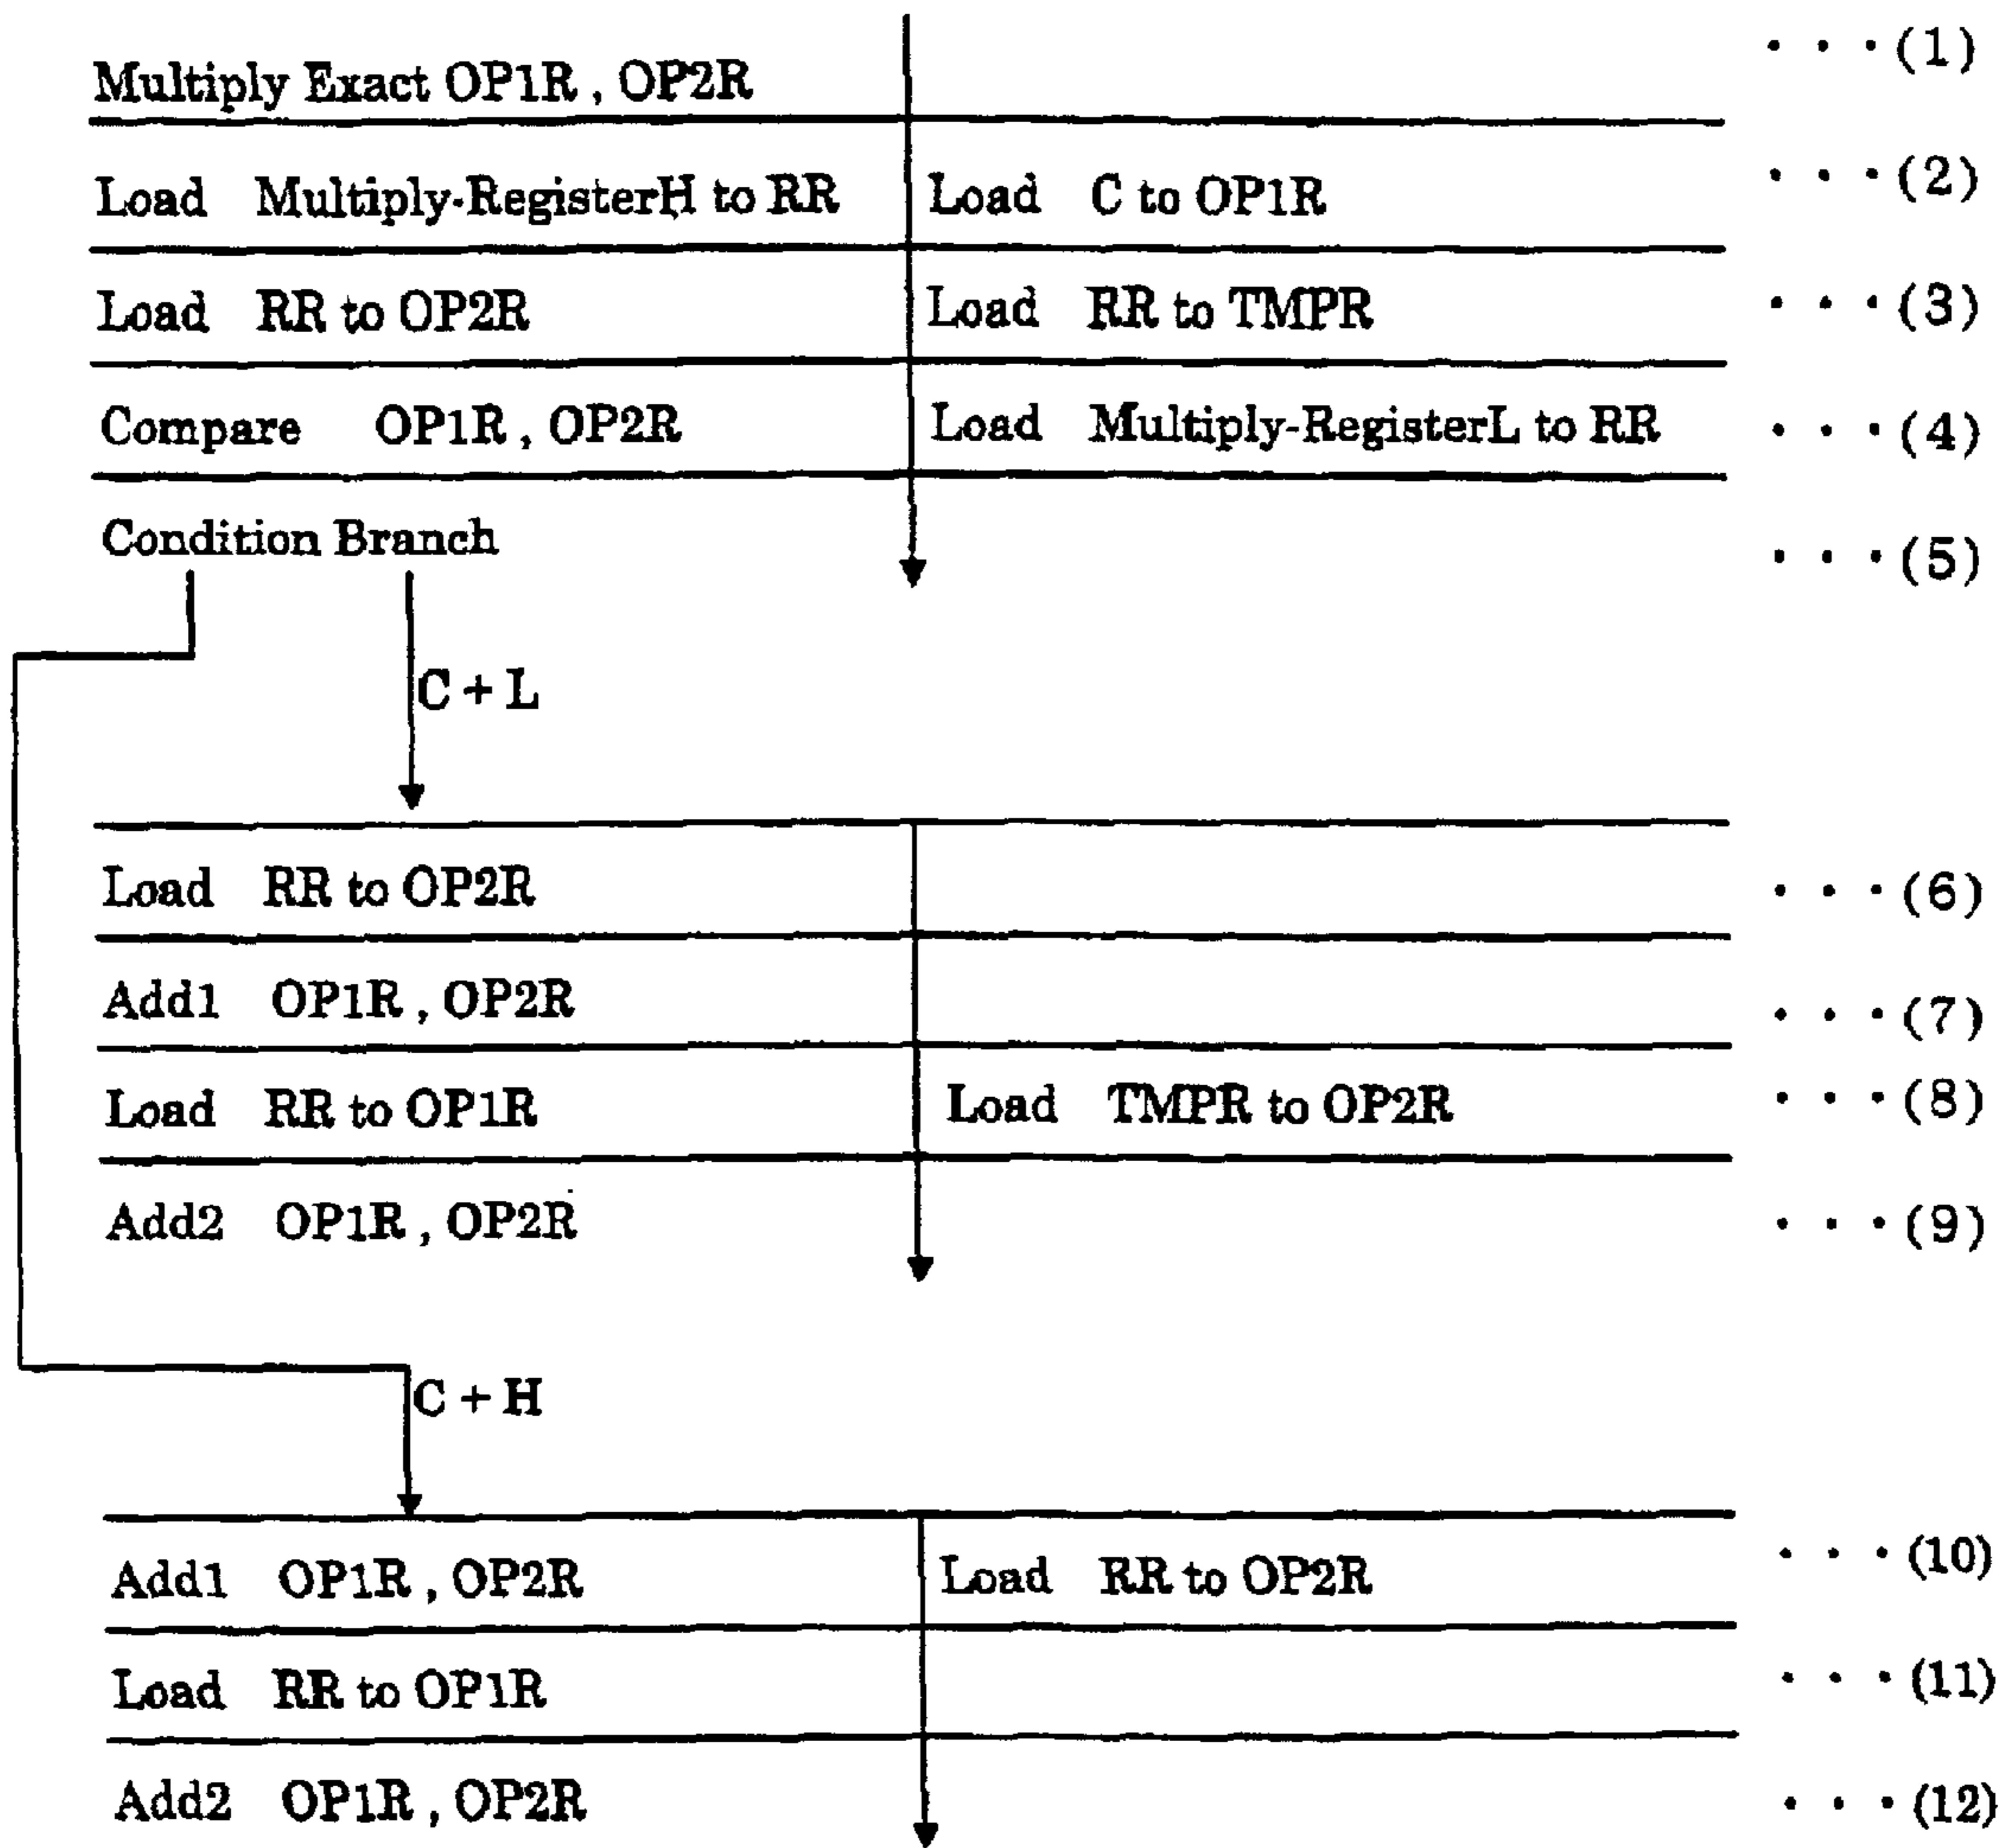 · · · (1)
Multiply Exact OP1R , OP2R
Load Multiply-RegisterH to RR Load C to OP1R · · · (2)
Load RR to OP2R Load RR to TMPR · · · (3)
Compare OP1R , OP2R Load Multiply-RegisterL to RR · · · (4)
Condition Branch · · · (5)
C + L
Load RR to OP2R · · · (6)
Add1 OP1R , OP2R · · · (7)
Load RR to OP1R Load TMPR to OP2R · · · (8)
Add2 OP1R , OP2R · · · (9)
C + H
Add1 OP1R , OP2R Load RR to OP2R · · · (10)
Load RR to OP1R · · · (11)
Add2 OP1R , OP2R · · · (12)